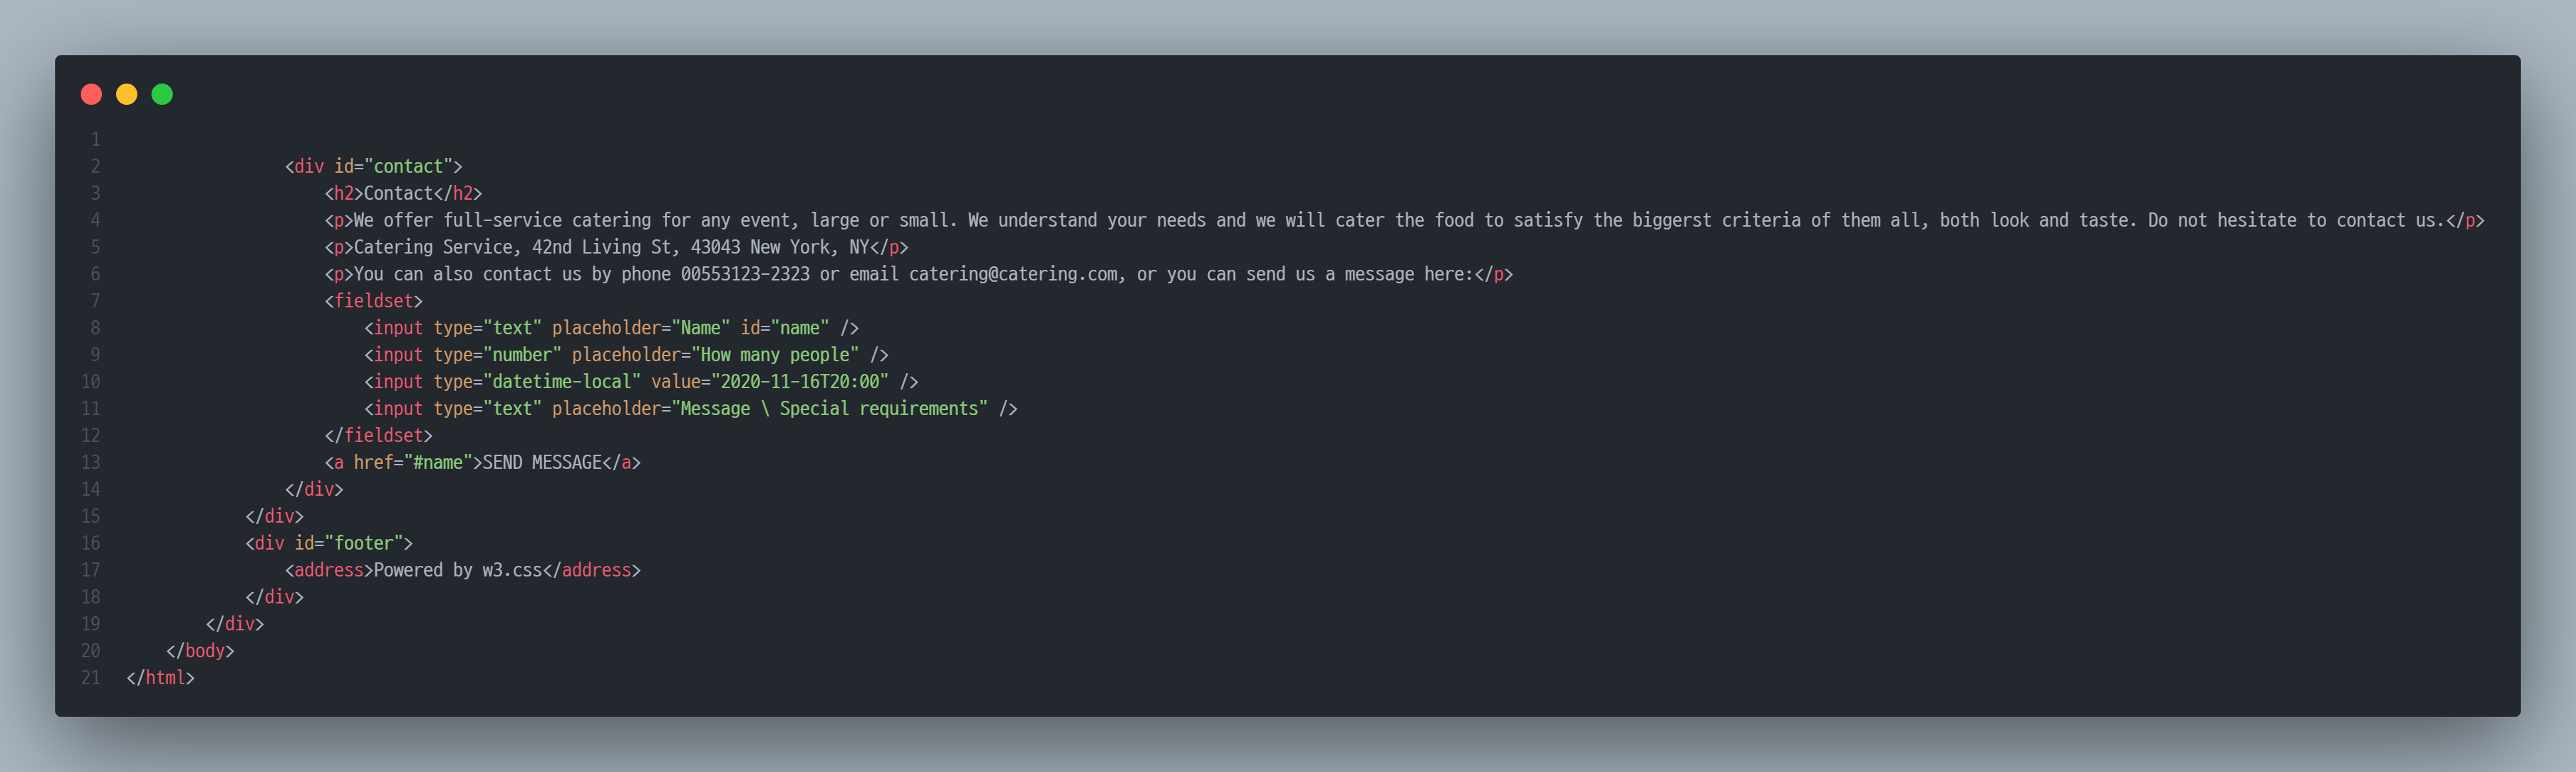 1
2                 <div id="contact">
3                     <h2>Contact</h2>
4                     <p>We offer full-service catering for any event, large or small. We understand your needs and we will cater the food to satisfy the biggerst criteria of them all, both look and taste. Do not hesitate to contact us.</p>
5                     <p>Catering Service, 42nd Living St, 43043 New York, NY</p>
6                     <p>You can also contact us by phone 00553123-2323 or email catering@catering.com, or you can send us a message here:</p>
7                     <fieldset>
8                         <input type="text" placeholder="Name" id="name" />
9                         <input type="number" placeholder="How many people" />
10                         <input type="datetime-local" value="2020-11-16T20:00" />
11                         <input type="text" placeholder="Message \ Special requirements" />
12                     </fieldset>
13                     <a href="#name">SEND MESSAGE</a>
14                 </div>
15             </div>
16             <div id="footer">
17                 <address>Powered by w3.css</address>
18             </div>
19         </div>
20     </body>
21 </html>